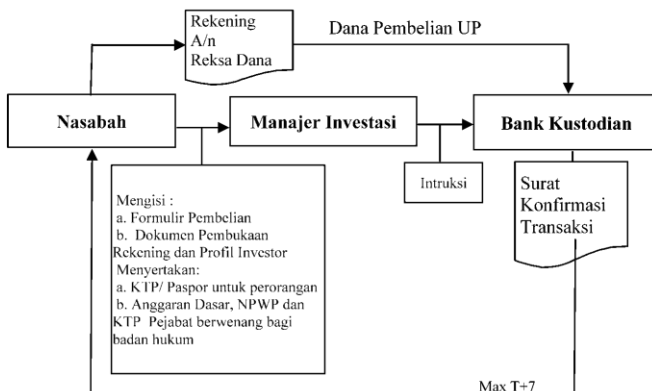 Rekening
A/n
Reksa Dana
Dana Pembelian UP
Nasabah
Manajer Investasi
Bank Kustodian
Intruksi
Mengisi :
a. Formulir Pembelian
b. Dokumen Pembukaan
Rekening dan Profil Investor
Menyertakan:
a. KTP/ Paspor untuk perorangan
b. Anggaran Dasar, NPWP dan
KTP Pejabat berwenang bagi
badan hukum
Surat
Konfirmasi
Transaksi
Max T+7